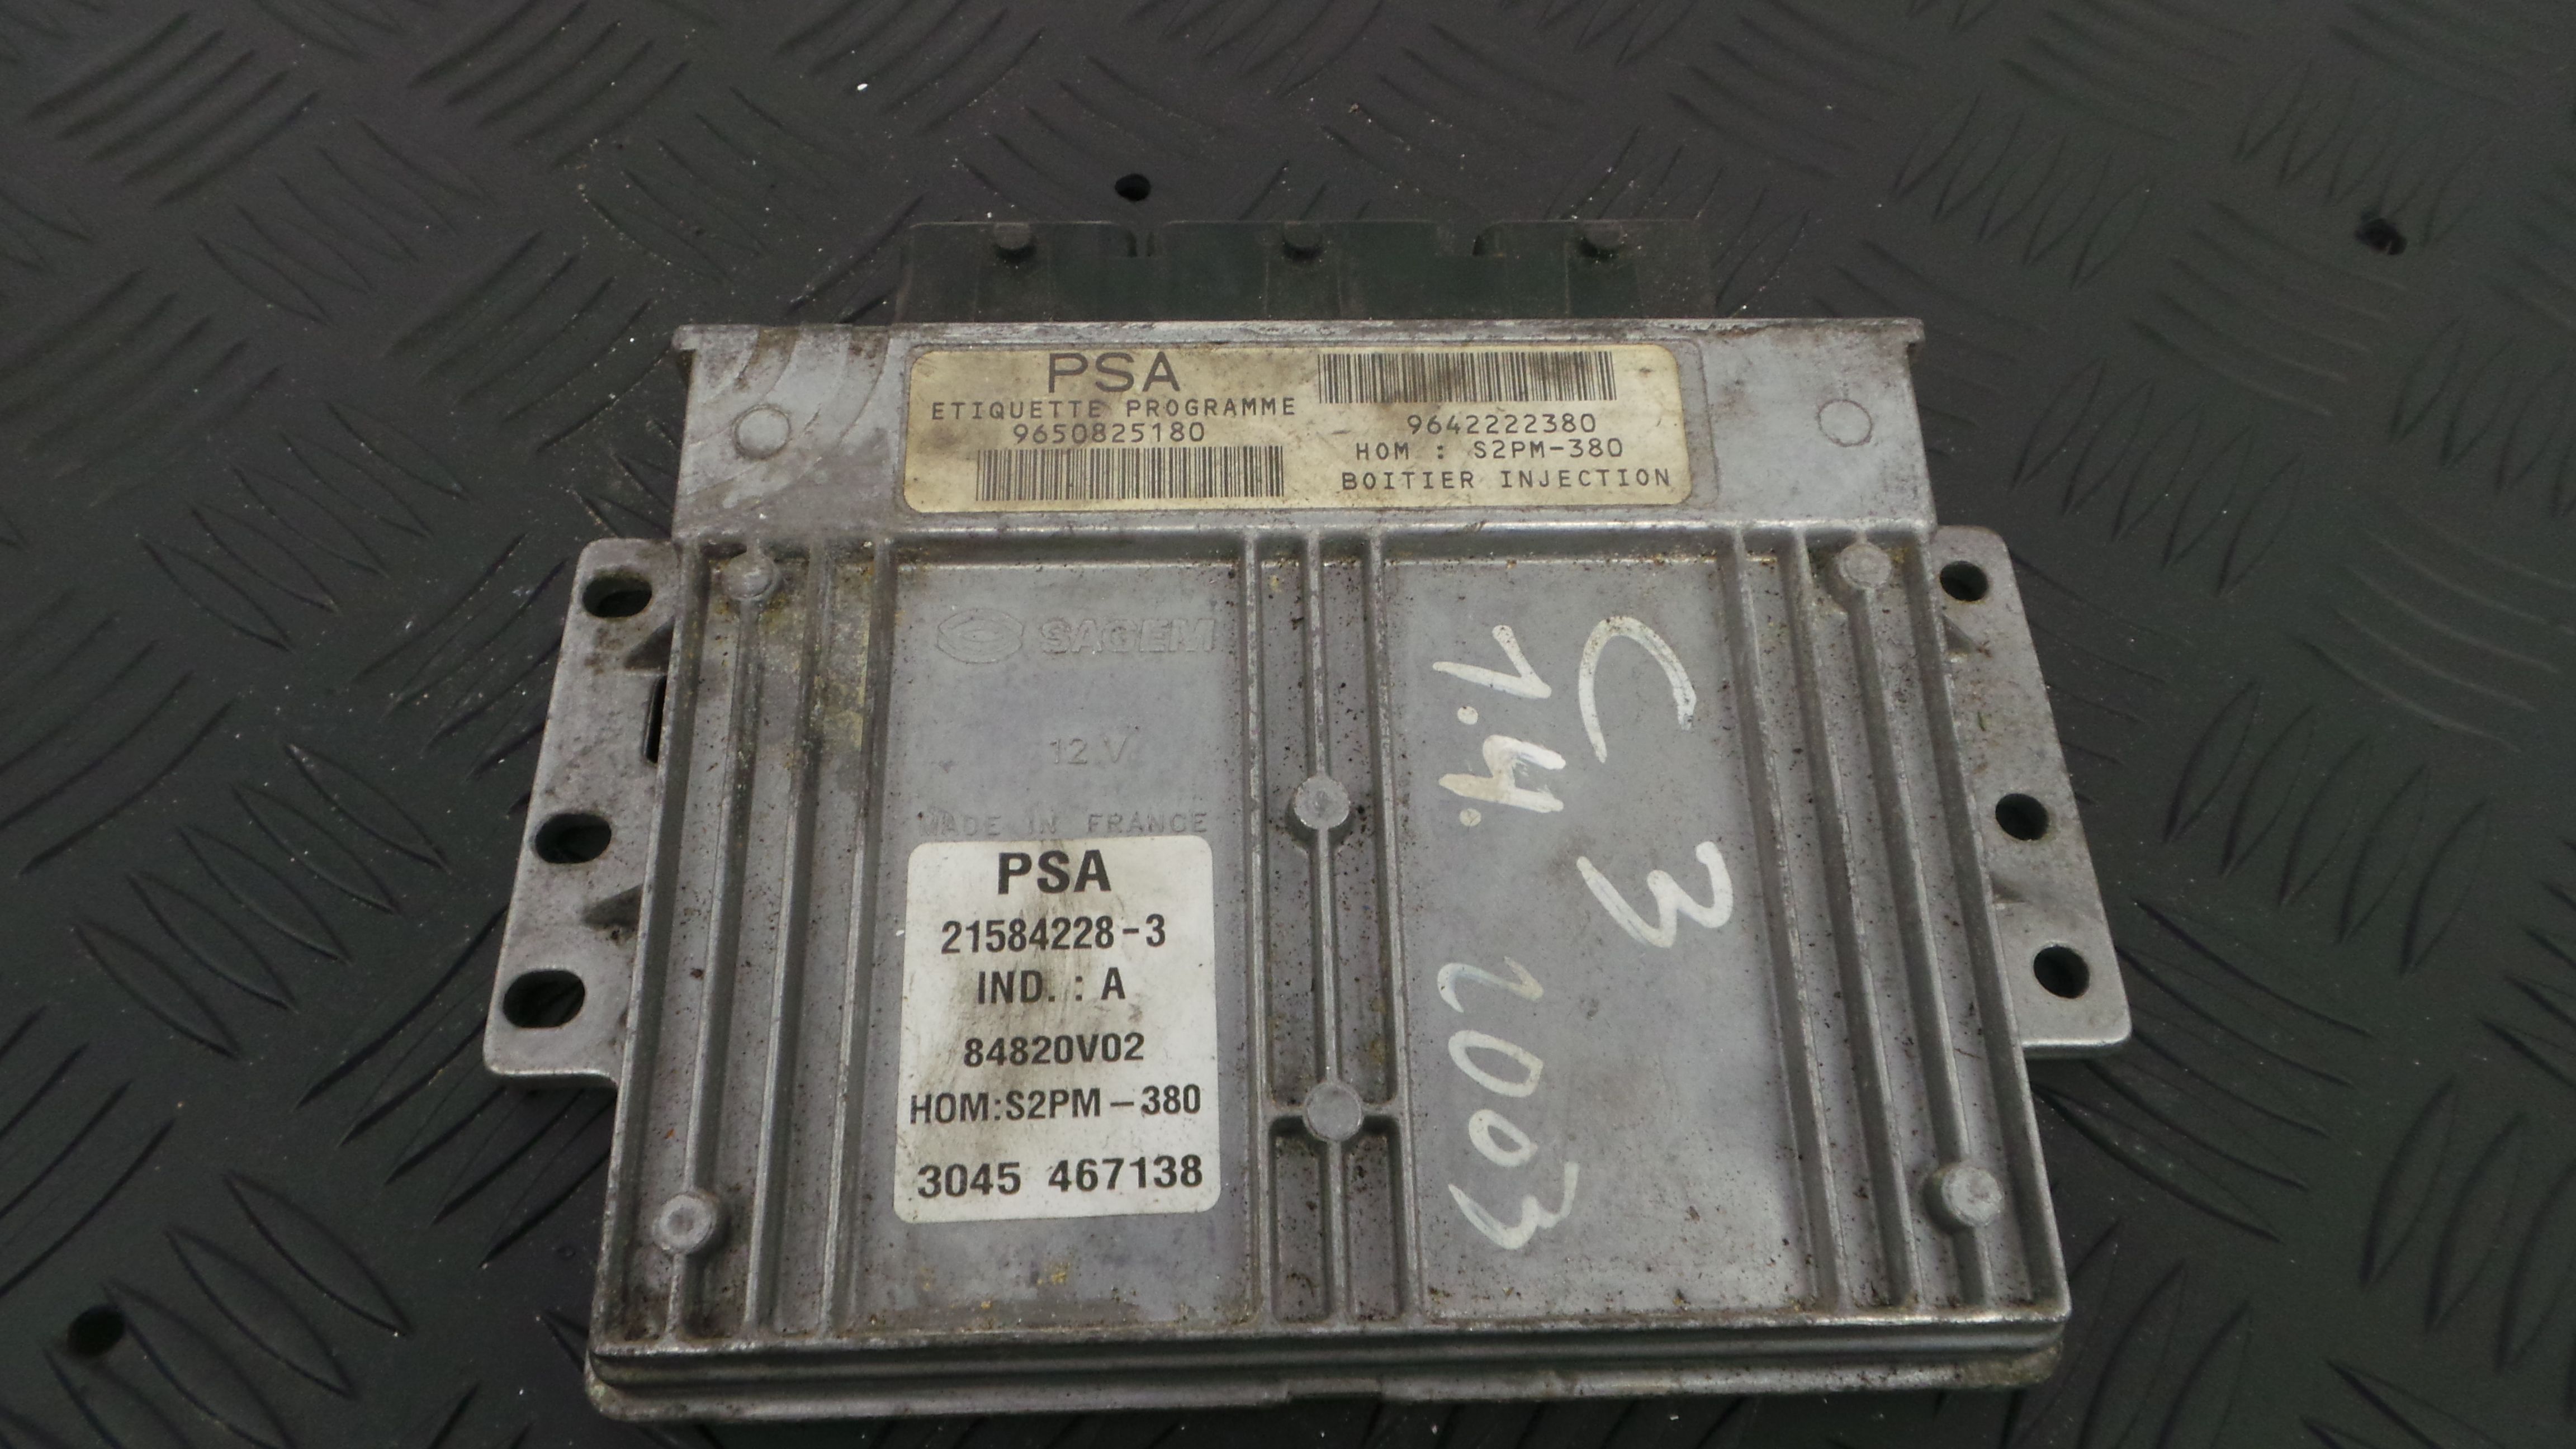 PSA
ETIQUETTE PROGRAMME
9650825180
9642222380
HOM : S2PM-380
BOITIER INJECTION
SAGEM
12 V
MADE IN FRANCE
PSA
21584228-3
IND. : A
84820V02
HOM:S2PM-380
3045 467138
C3
1.4. 2003